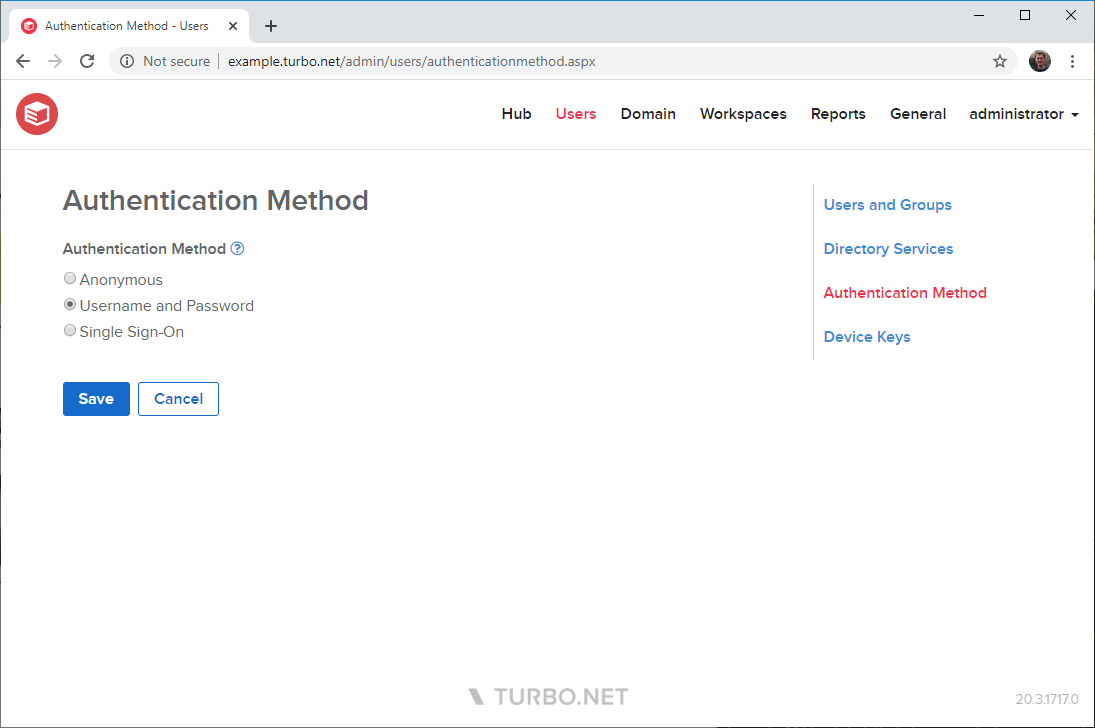 Authentication Method - Users
Not secure
example.turbo.net/admin/users/authenticationmethod.aspx
Hub Users Domain Workspaces Reports General administrator
Authentication Method
Authentication Method ?
Anonymous
Username and Password
Single Sign-On
Save Cancel
Users and Groups
Directory Services
Authentication Method
Device Keys
TURBO.NET
20.3.1717.0